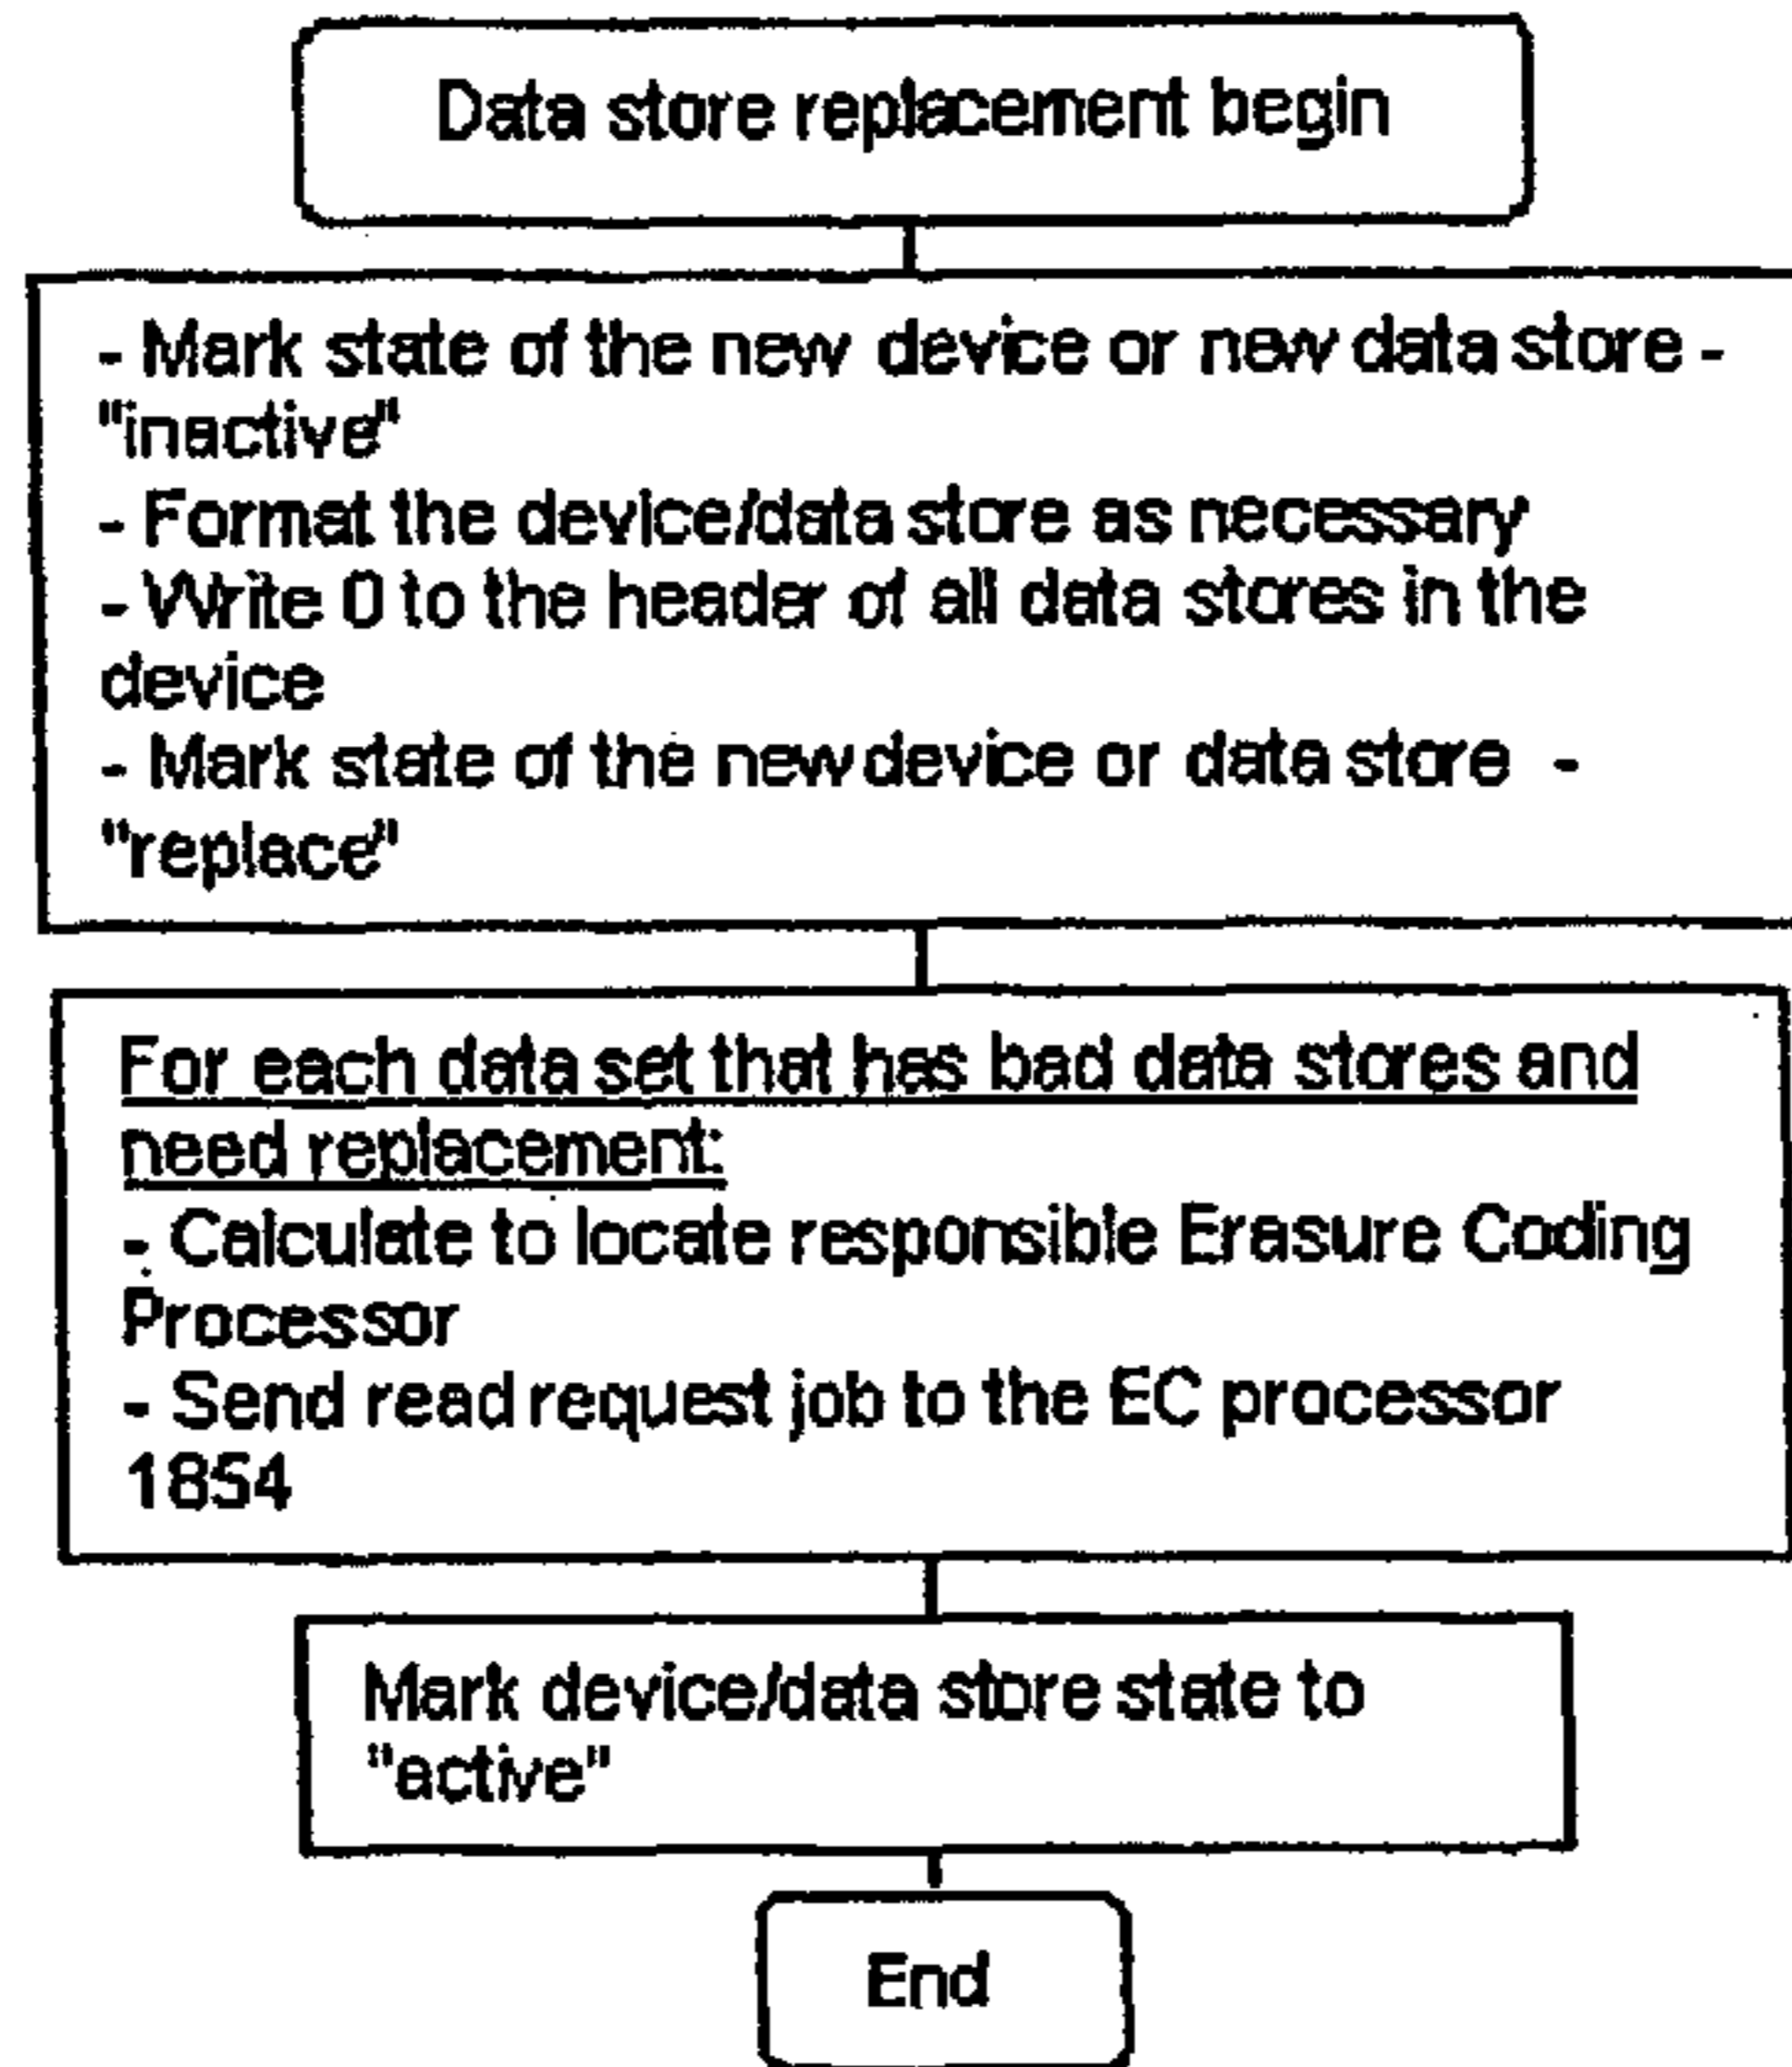 Data store replacement begin
- Mark state of the new device or new data store -
"inactive"
- Format the device/data store as necessary
- Write 0 to the header of all data stores in the
device
- Mark state of the new device or data store -
"replace"
For each data set that has bad data stores and
need replacement:
- Calculate to locate responsible Erasure Coding
Processor
- Send read request job to the EC processor
1854
Mark device/data store state to
"active"
End